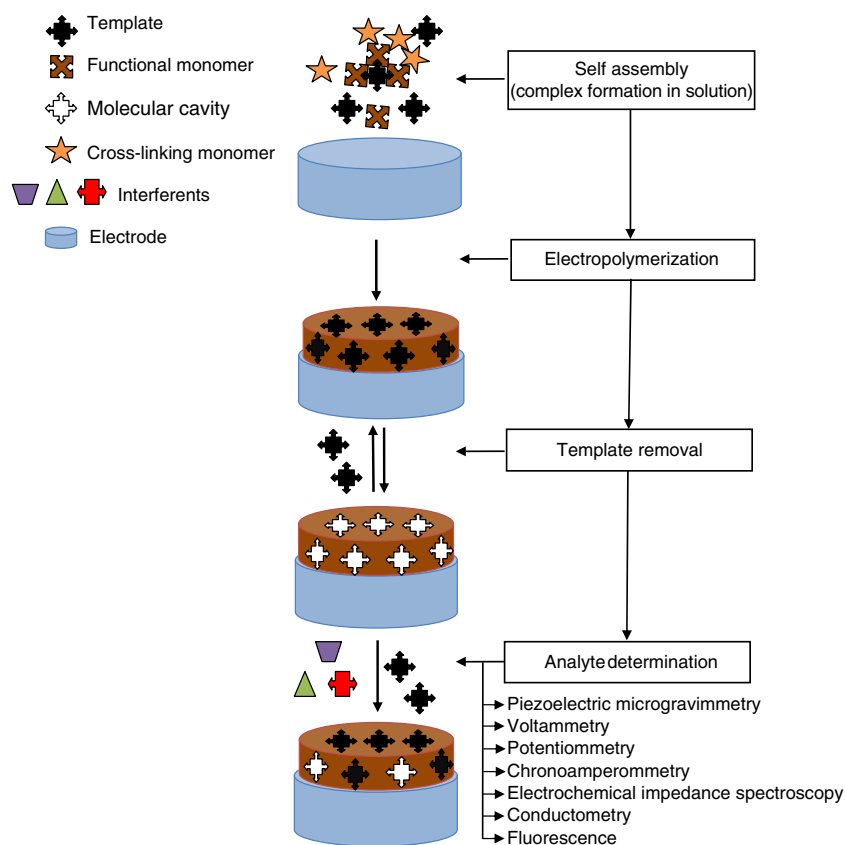 Template
Functional monomer
Molecular cavity
Cross-linking monomer
Interferents
Electrode
Self assembly
(complex formation in solution)
Electropolymerization
Template removal
Analyte determination
Piezoelectric microgravimmetry
Voltammetry
Potentiommetry
Chronoamperommetry
Electrochemical impedance spectroscopy
Conductometry
Fluorescence